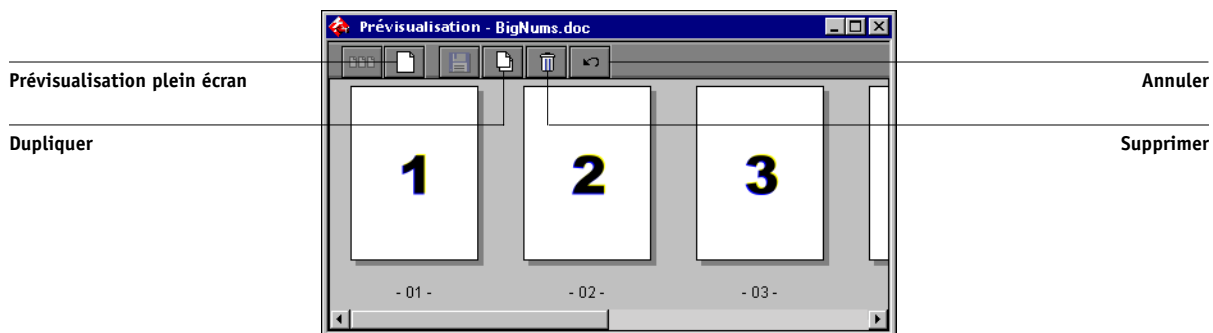 Prévisualisation - BigNums.doc
Prévisualisation plein écran
Annuler
Dupliquer
Supprimer
1
2
3
- 01 -
- 02 -
- 03 -